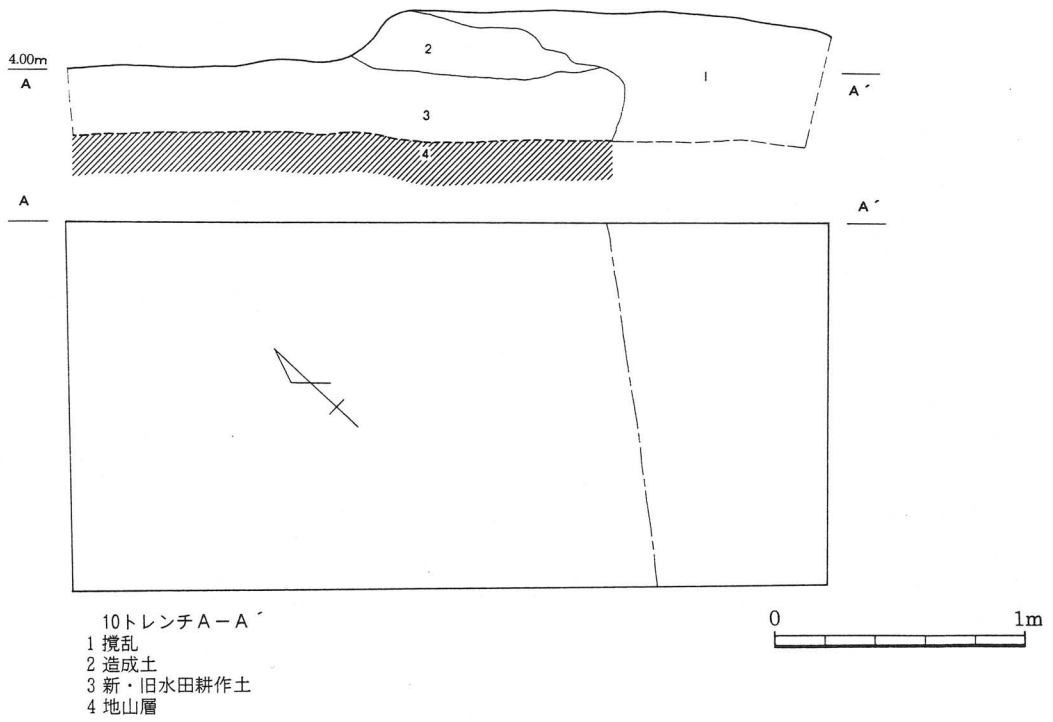 2
4.00m
A
1
A´
3
4
A
A´
10トレンチA－A´
1 撹乱
2 造成土
3 新・旧水田耕作土
4 地山層
0 1m